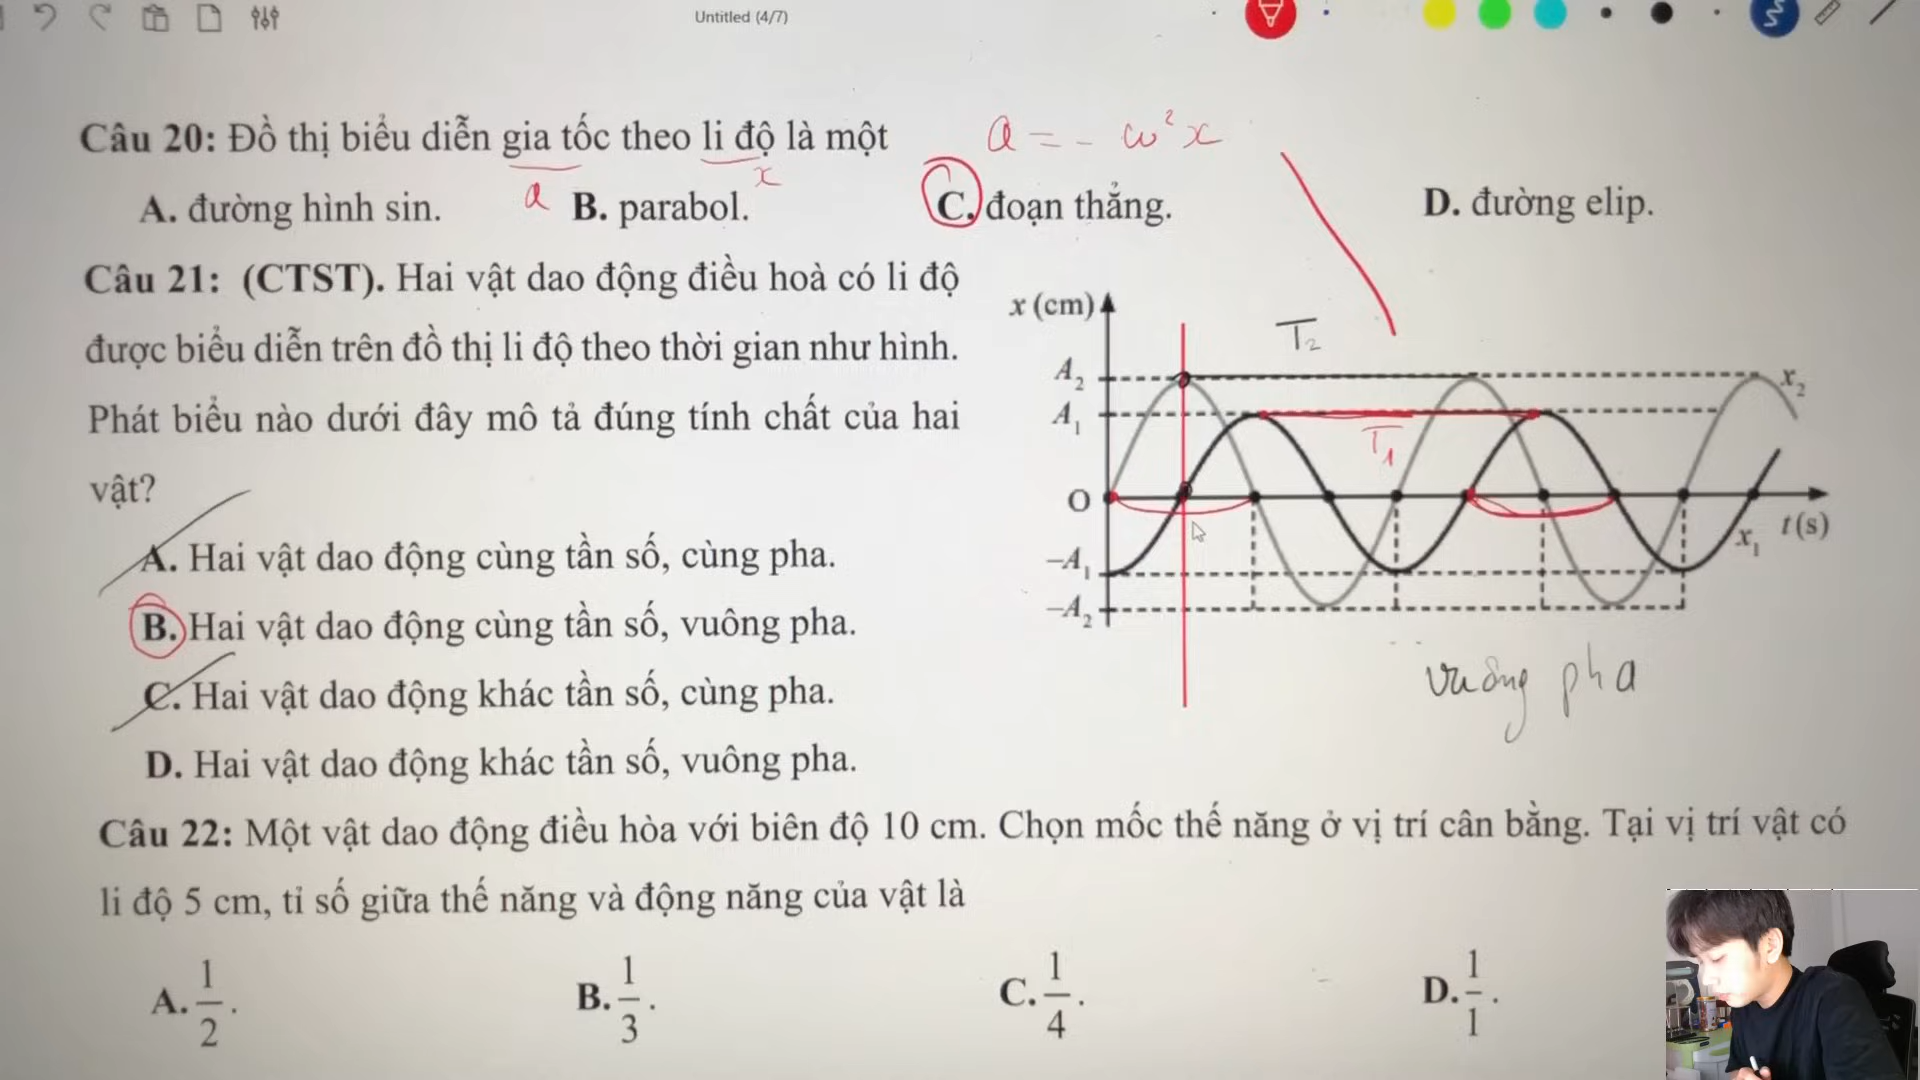 Untitled (4/7)
Câu 20: Đồ thị biểu diễn gia tốc theo li độ là một
a = - ω² x
a
x
A. đường hình sin.
B. parabol.
C. đoạn thẳng.
D. đường elip.
Câu 21: (CTST). Hai vật dao động điều hoà có li độ
được biểu diễn trên đồ thị li độ theo thời gian như hình.
Phát biểu nào dưới đây mô tả đúng tính chất của hai
vật?
A. Hai vật dao động cùng tần số, cùng pha.
B. Hai vật dao động cùng tần số, vuông pha.
C. Hai vật dao động khác tần số, cùng pha.
D. Hai vật dao động khác tần số, vuông pha.
x (cm)
T₂
A₂
x₂
A₁
T₁
O
t (s)
x₁
−A₁
−A₂
vuông pha
Câu 22: Một vật dao động điều hòa với biên độ 10 cm. Chọn mốc thế năng ở vị trí cân bằng. Tại vị trí vật có
li độ 5 cm, tỉ số giữa thế năng và động năng của vật là
A. 1/2 .
B. 1/3 .
C. 1/4 .
D. 1/1 .